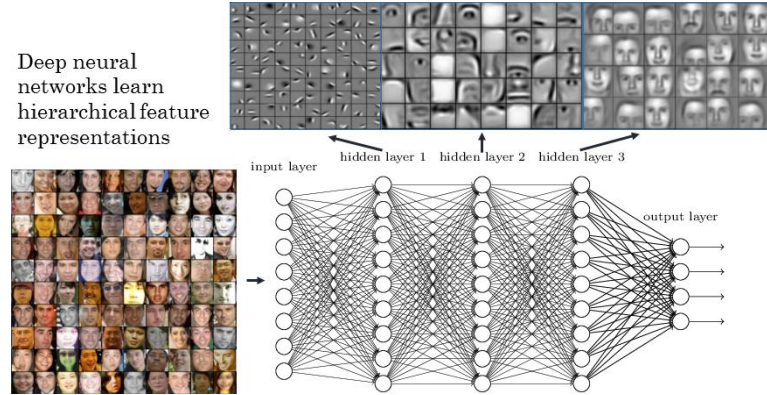 Deep neural
networks learn
hierarchical feature
representations
hidden layer 1 hidden layer 2 hidden layer 3
input layer
output layer